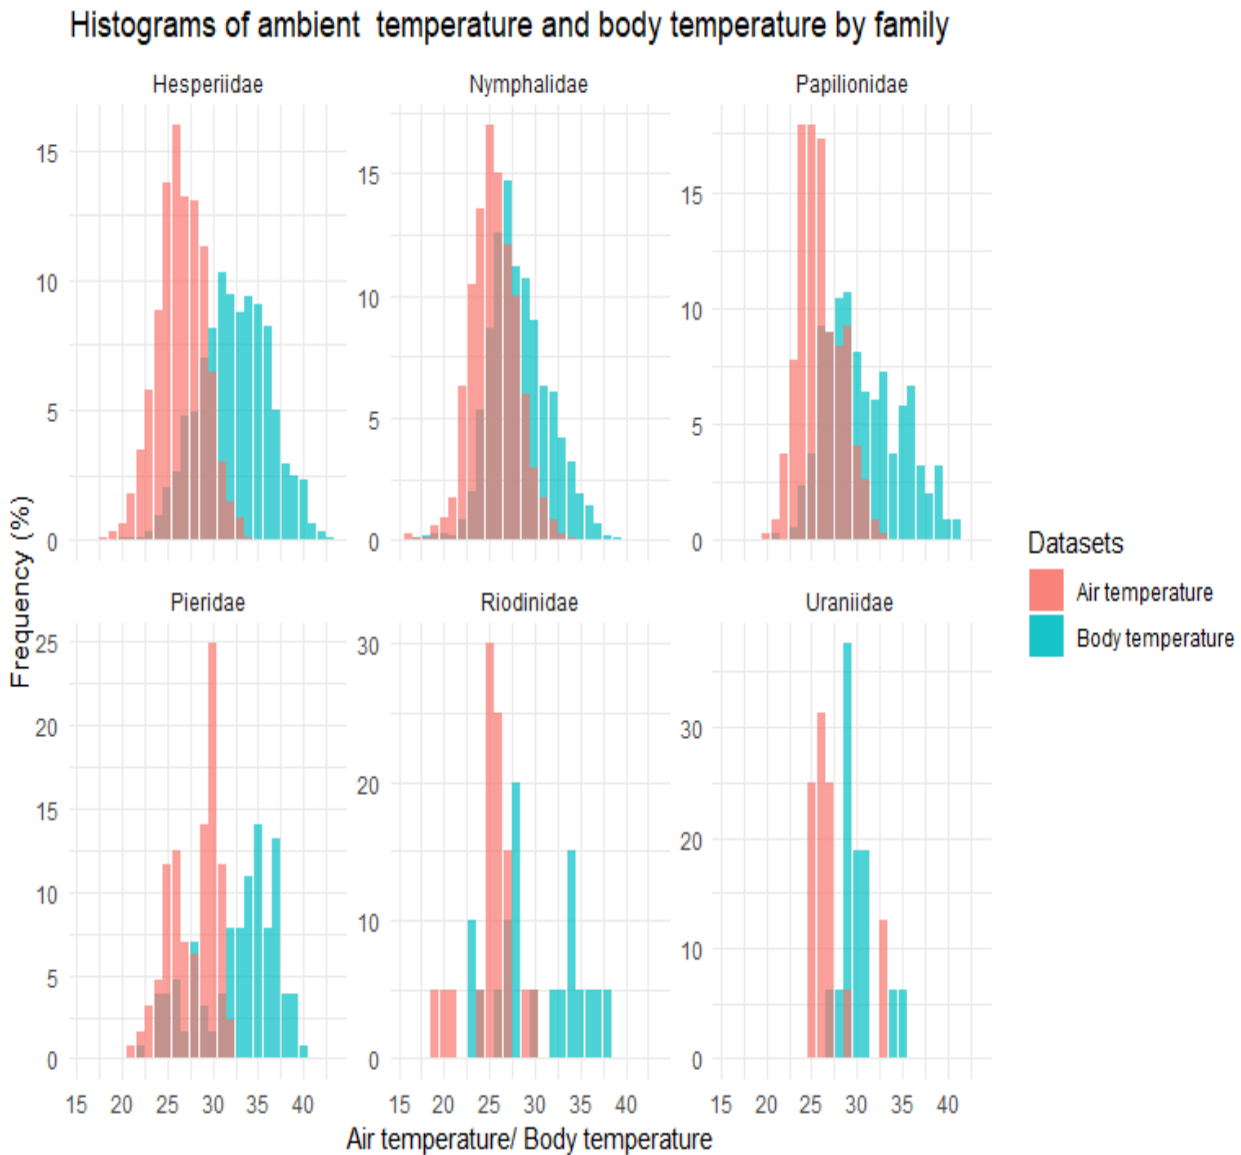 Histograms of ambient  temperature and body temperature by family
Hesperiidae Nymphalidae Papilionidae
15
10
5
0
15
10
5
0
15
10
5
0
Frequency (%)
Pieridae Riodinidae Uraniidae
25
20
15
10
5
0
30
20
10
0
30
20
10
0
15 20 25 30 35 40 15 20 25 30 35 40 15 20 25 30 35 40
Air temperature/ Body temperature
Datasets
Air temperature
Body temperature